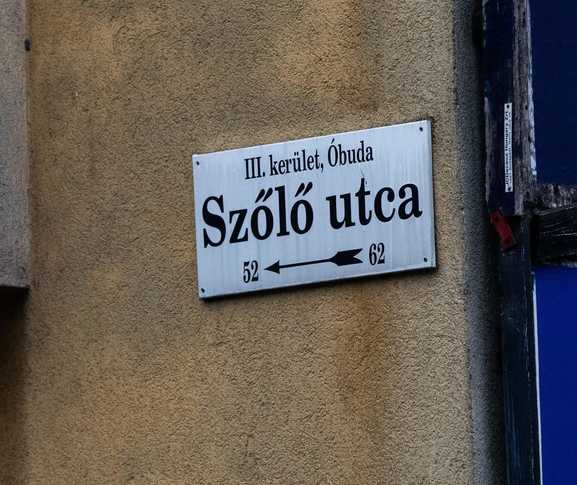 III. kerület, Óbuda
Szőlő utca
52 62